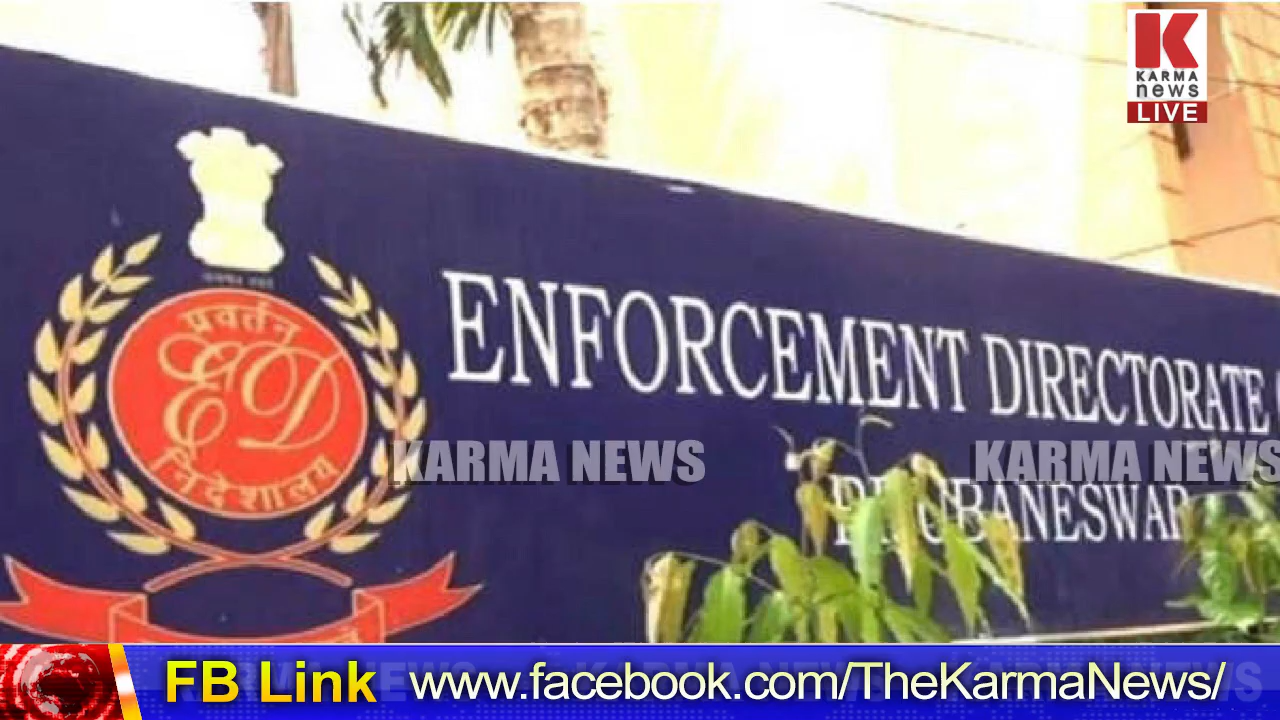 K
KARMA
news
LIVE
प्रवर्तन
ED
निदेशालय
ENFORCEMENT DIRECTORATE
BHUBANESWAR
KARMA NEWS
KARMA NEWS
FB Link www.facebook.com/TheKarmaNews/